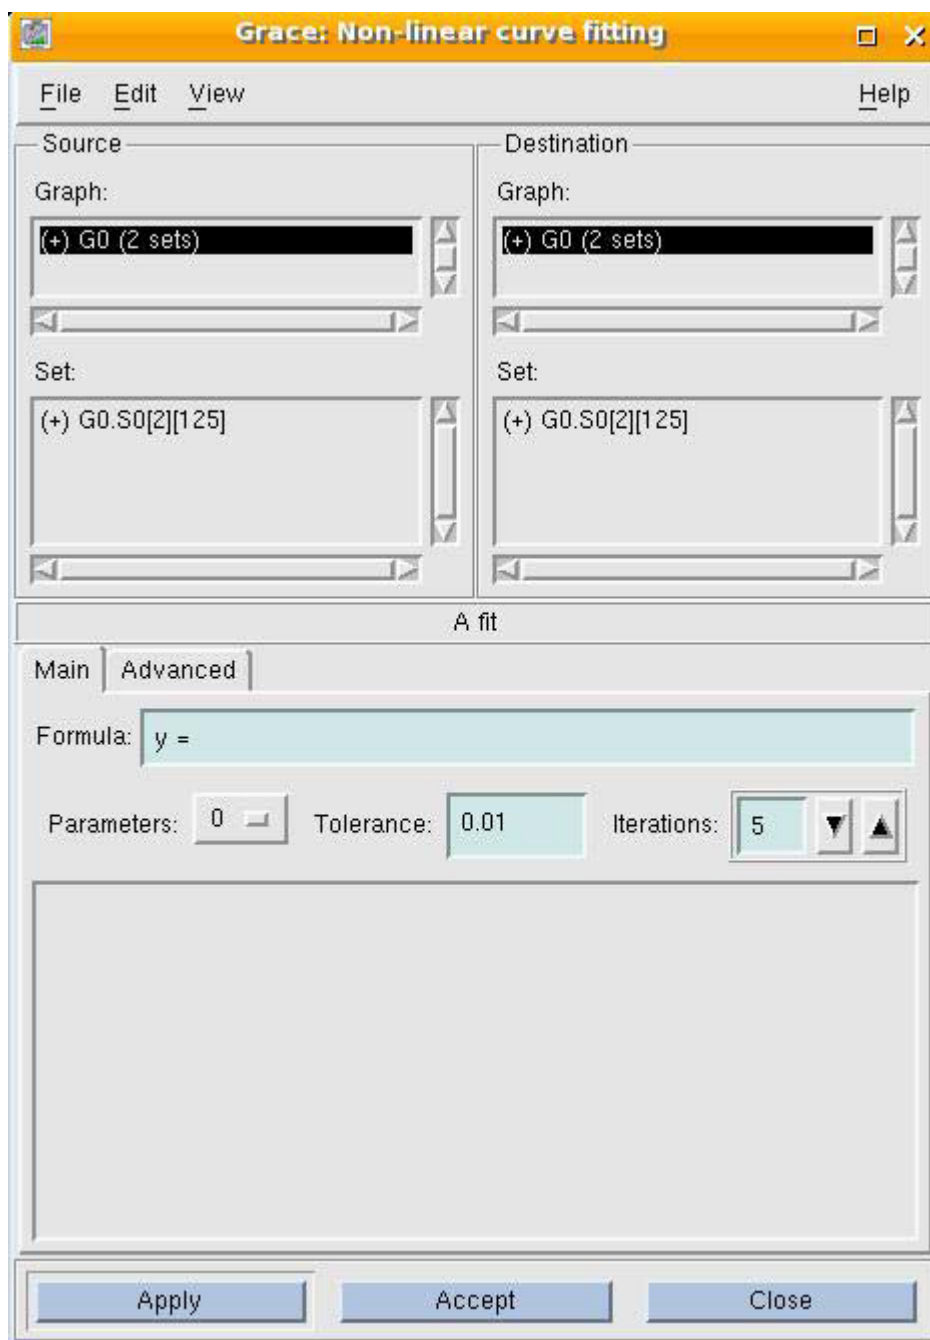 Grace: Non-linear curve fitting
File Edit View Help
Source
Graph:
(+) G0 (2 sets)
Set:
(+) G0.S0[2][125]
Destination
Graph:
(+) G0 (2 sets)
Set:
(+) G0.S0[2][125]
A fit
Main Advanced
Formula: y =
Parameters: 0 Tolerance: 0.01 Iterations: 5
Apply Accept Close